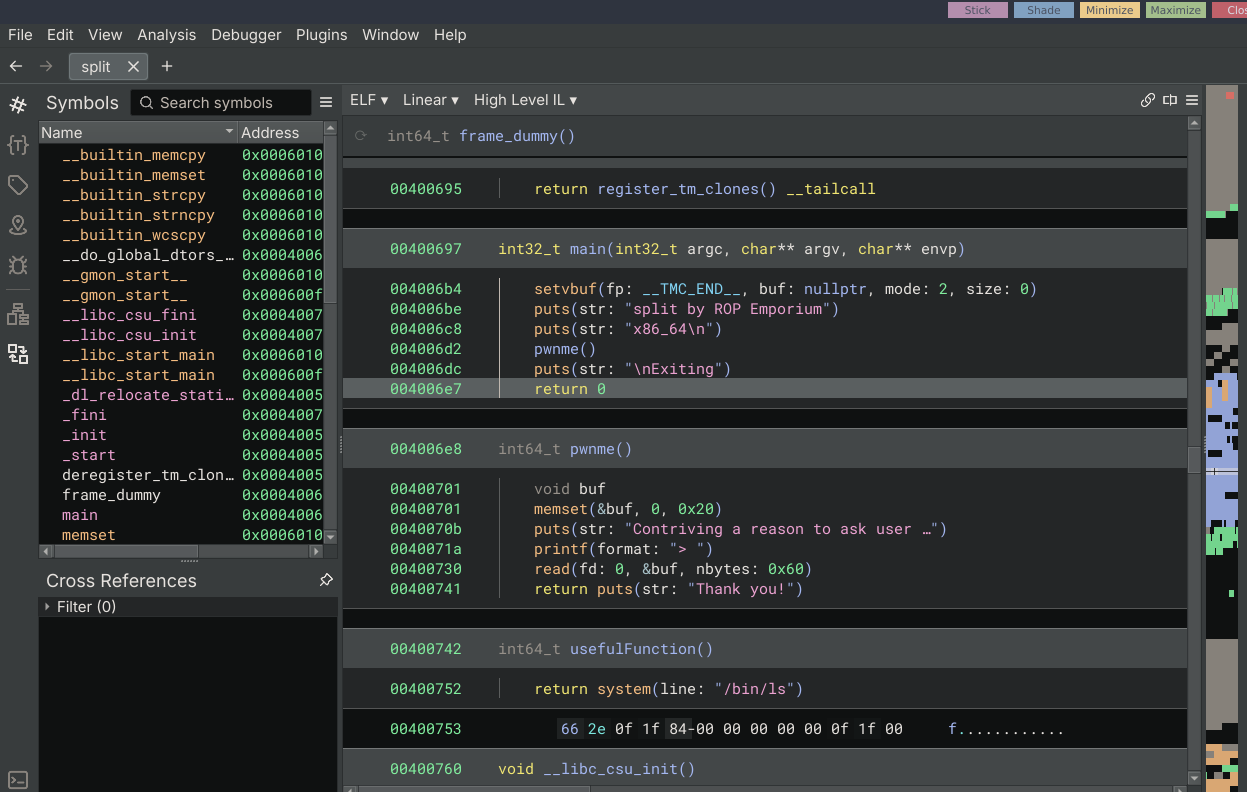 Stick Shade Minimize Maximize Clos
File Edit View Analysis Debugger Plugins Window Help
split
Symbols Search symbols
Name Address
__builtin_memcpy 0x0006010
__builtin_memset 0x0006010
__builtin_strcpy 0x0006010
__builtin_strncpy 0x0006010
__builtin_wcscpy 0x0006010
__do_global_dtors_… 0x0004006
__gmon_start__ 0x0006010
__gmon_start__ 0x000600f
__libc_csu_fini 0x0004007
__libc_csu_init 0x0004007
__libc_start_main 0x0006010
__libc_start_main 0x000600f
_dl_relocate_stati… 0x0004005
_fini 0x0004007
_init 0x0004005
_start 0x0004005
deregister_tm_clon… 0x0004005
frame_dummy 0x0004006
main 0x0004006
memset 0x0006010
Cross References
Filter (0)
ELF ▾ Linear ▾ High Level IL ▾
int64_t frame_dummy()
00400695 return register_tm_clones() __tailcall
00400697 int32_t main(int32_t argc, char** argv, char** envp)
004006b4 setvbuf(fp: __TMC_END__, buf: nullptr, mode: 2, size: 0)
004006be puts(str: "split by ROP Emporium")
004006c8 puts(str: "x86_64\n")
004006d2 pwnme()
004006dc puts(str: "\nExiting")
004006e7 return 0
004006e8 int64_t pwnme()
00400701 void buf
00400701 memset(&buf, 0, 0x20)
0040070b puts(str: "Contriving a reason to ask user …")
0040071a printf(format: "> ")
00400730 read(fd: 0, &buf, nbytes: 0x60)
00400741 return puts(str: "Thank you!")
00400742 int64_t usefulFunction()
00400752 return system(line: "/bin/ls")
00400753 66 2e 0f 1f 84-00 00 00 00 00 0f 1f 00 f............
00400760 void __libc_csu_init()